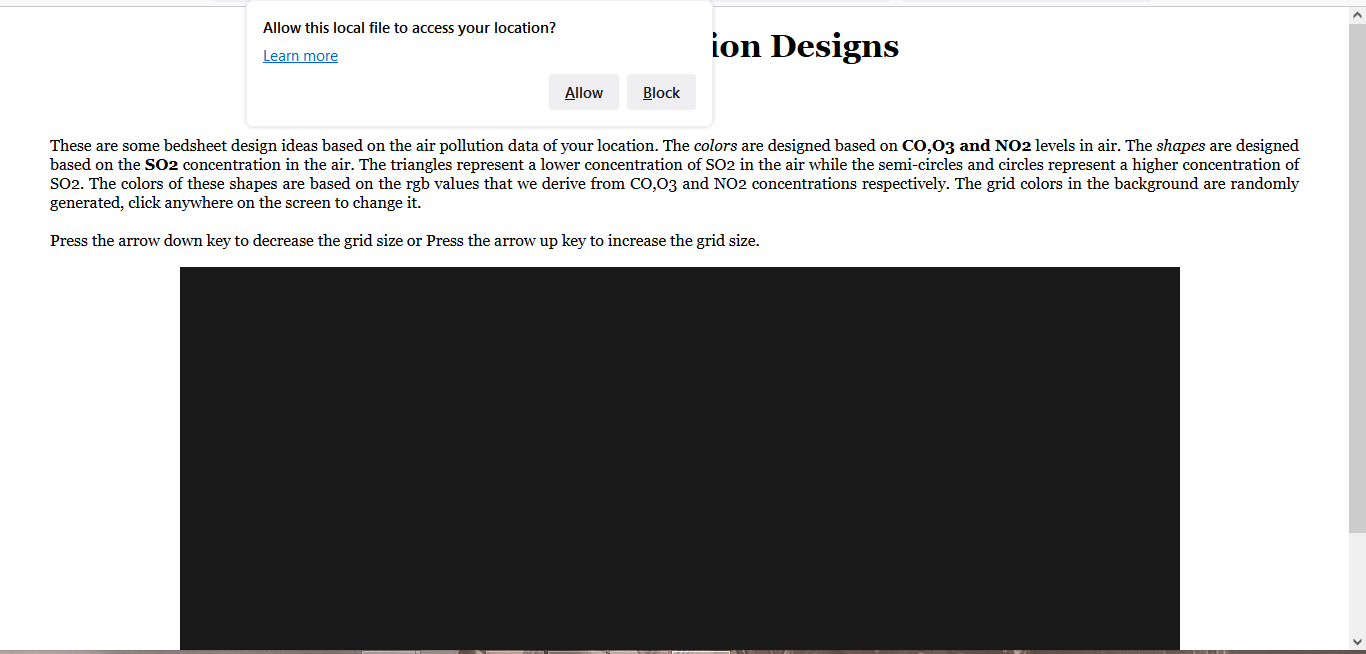 Allow this local file to access your location?
Learn more
Allow Block
ion Designs
These are some bedsheet design ideas based on the air pollution data of your location. The colors are designed based on CO,O3 and NO2 levels in air. The shapes are designed
based on the SO2 concentration in the air. The triangles represent a lower concentration of SO2 in the air while the semi-circles and circles represent a higher concentration of
SO2. The colors of these shapes are based on the rgb values that we derive from CO,O3 and NO2 concentrations respectively. The grid colors in the background are randomly
generated, click anywhere on the screen to change it.
Press the arrow down key to decrease the grid size or Press the arrow up key to increase the grid size.